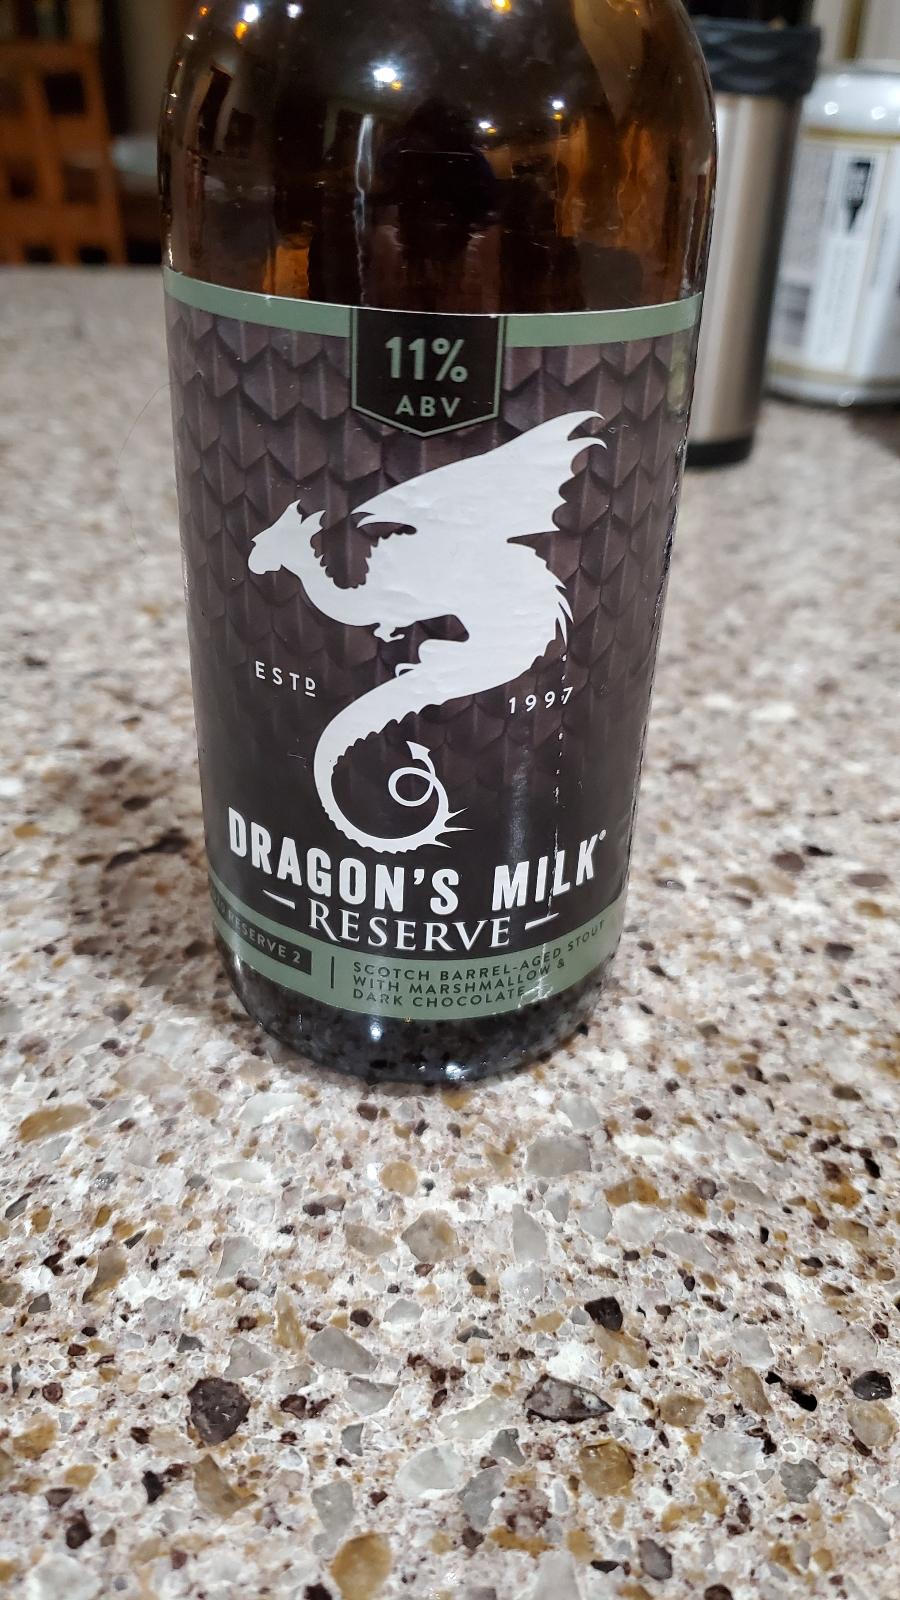 11%
ABV
ESTD
1997
DRAGON'S MILK®
RESERVE
RESERVE 2
SCOTCH BARREL-AGED STOUT
WITH MARSHMALLOW &
DARK CHOCOLATE